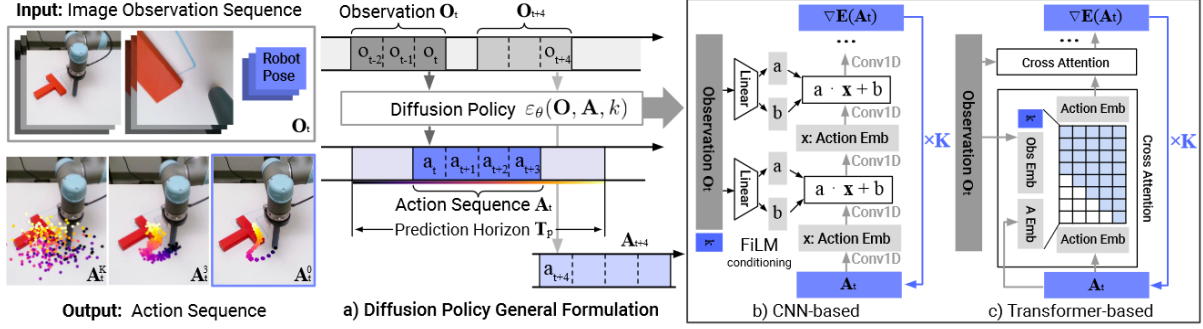 Input: Image Observation Sequence
Robot
Pose
Oₜ
Aₜᴷ
Aₜ³
Aₜ⁰
Output: Action Sequence
Observation Oₜ
Oₜ₊₄
oₜ₋₂
oₜ₋₁
oₜ
oₜ₊₄
Diffusion Policy ε_θ(O, A, k)
aₜ
aₜ₊₁
aₜ₊₂
aₜ₊₃
Action Sequence Aₜ
Prediction Horizon Tₚ
Aₜ₊₄
aₜ₊₄
a) Diffusion Policy General Formulation
∇E(Aₜ)
...
Conv1D
Linear
a
b
a · x + b
Conv1D
x: Action Emb
Conv1D
Linear
a
b
a · x + b
Conv1D
x: Action Emb
Conv1D
Observation Oₜ
FiLM
conditioning
Aₜ
×K
b) CNN-based
∇E(Aₜ)
...
Cross Attention
Action Emb
Obs Emb
A Emb
Cross Attention
Action Emb
Observation Oₜ
Aₜ
×K
c) Transformer-based